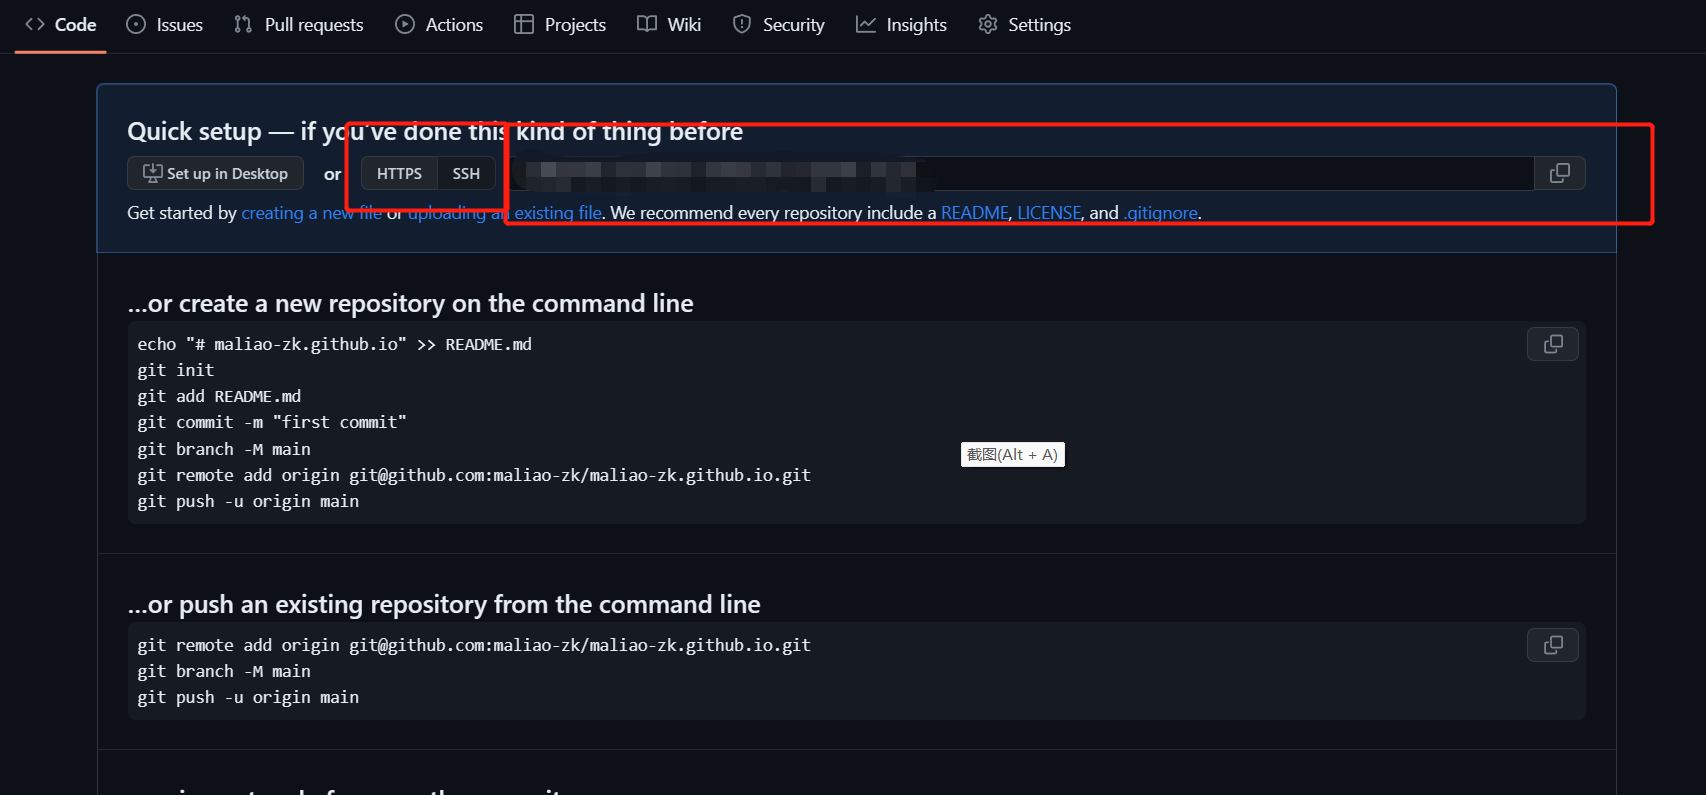 Code Issues Pull requests Actions Projects Wiki Security Insights Settings
Quick setup — if you've done this kind of thing before
Set up in Desktop or HTTPS SSH
Get started by creating a new file or uploading an existing file. We recommend every repository include a README, LICENSE, and .gitignore.
…or create a new repository on the command line
echo "# maliao-zk.github.io" >> README.md
git init
git add README.md
git commit -m "first commit"
git branch -M main
截图(Alt + A)
git remote add origin git@github.com:maliao-zk/maliao-zk.github.io.git
git push -u origin main
…or push an existing repository from the command line
git remote add origin git@github.com:maliao-zk/maliao-zk.github.io.git
git branch -M main
git push -u origin main